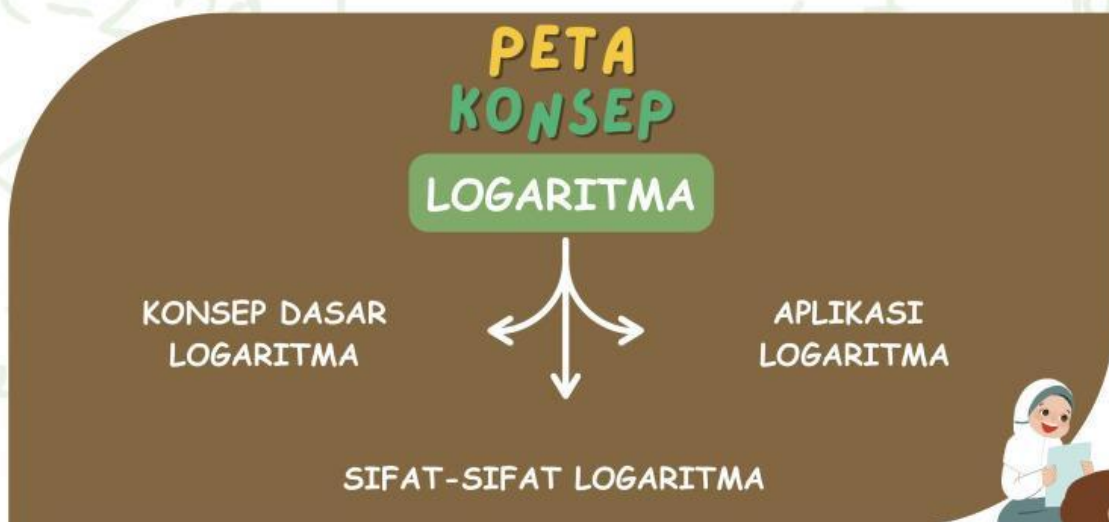 PETA
KONSEP
LOGARITMA
KONSEP DASAR
LOGARITMA
APLIKASI
LOGARITMA
SIFAT-SIFAT LOGARITMA